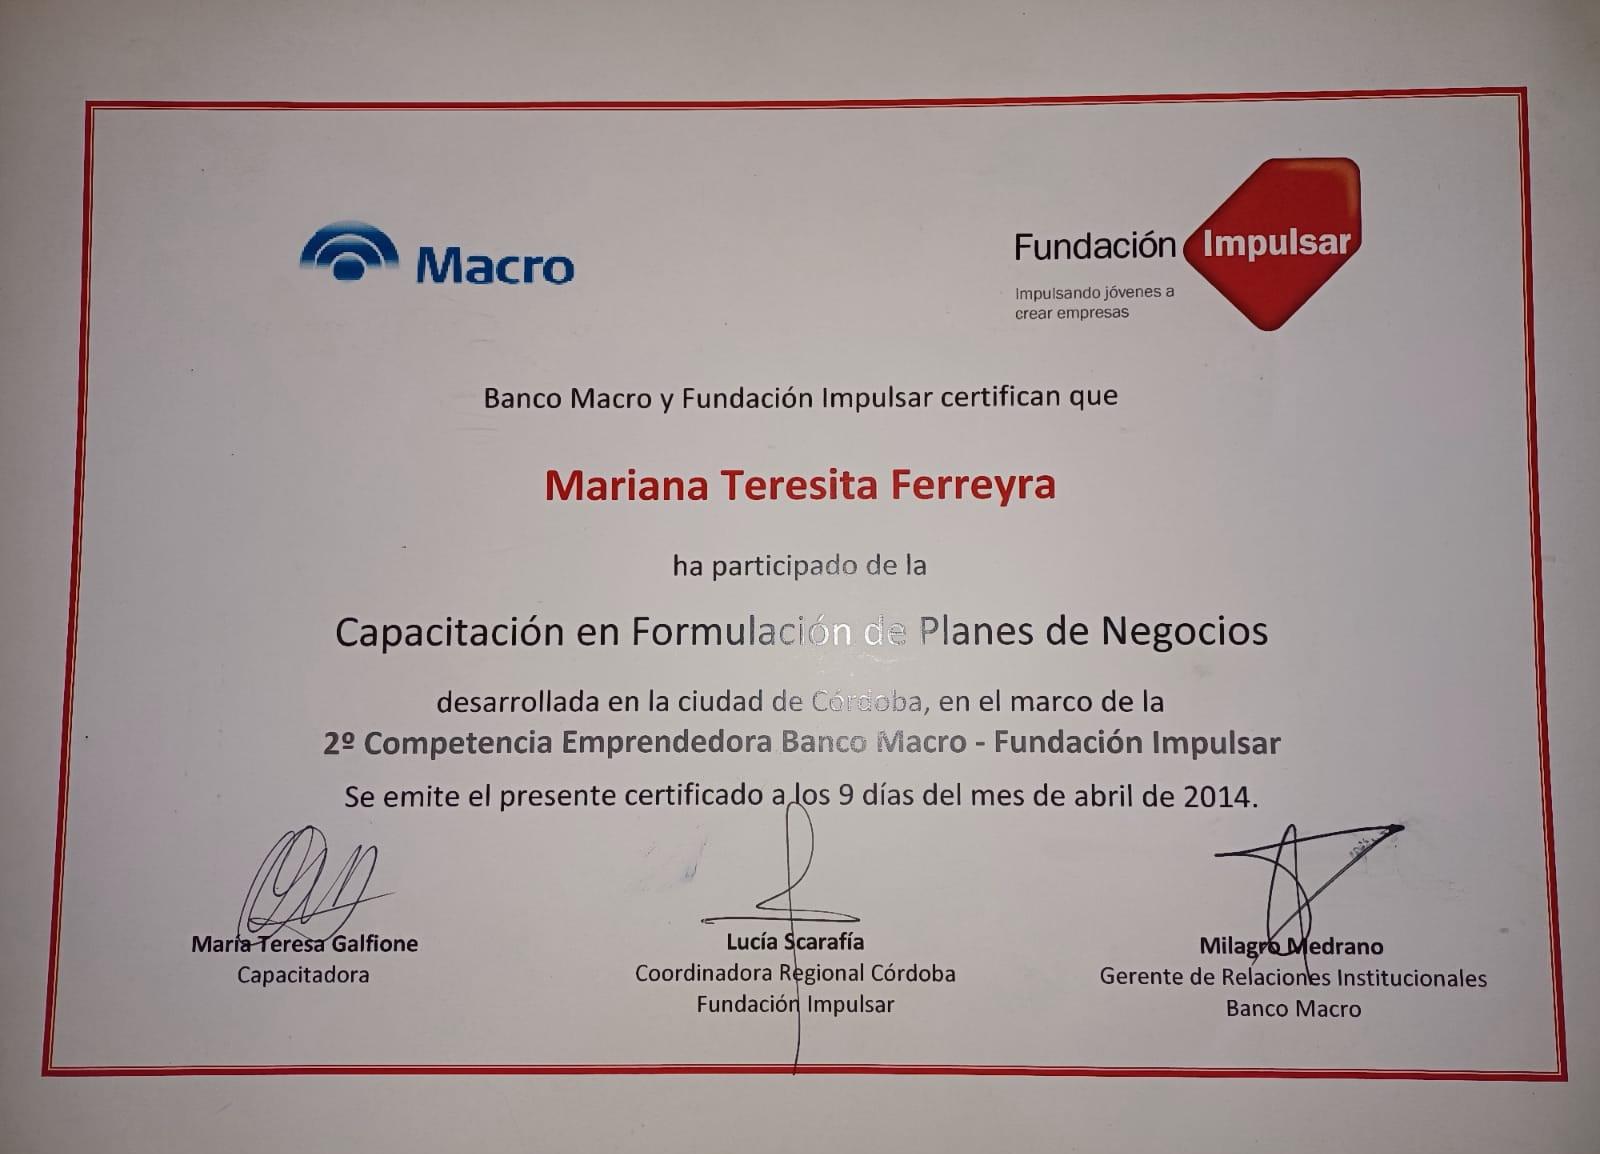 Macro
Fundación Impulsar
Impulsando jóvenes a
crear empresas
Banco Macro y Fundación Impulsar certifican que
Mariana Teresita Ferreyra
ha participado de la
Capacitación en Formulación de Planes de Negocios
desarrollada en la ciudad de Córdoba, en el marco de la
2º Competencia Emprendedora Banco Macro - Fundación Impulsar
Se emite el presente certificado a los 9 días del mes de abril de 2014.
María Teresa Galfione
Capacitadora
Lucía Scarafía
Coordinadora Regional Córdoba
Fundación Impulsar
Milagro Medrano
Gerente de Relaciones Institucionales
Banco Macro